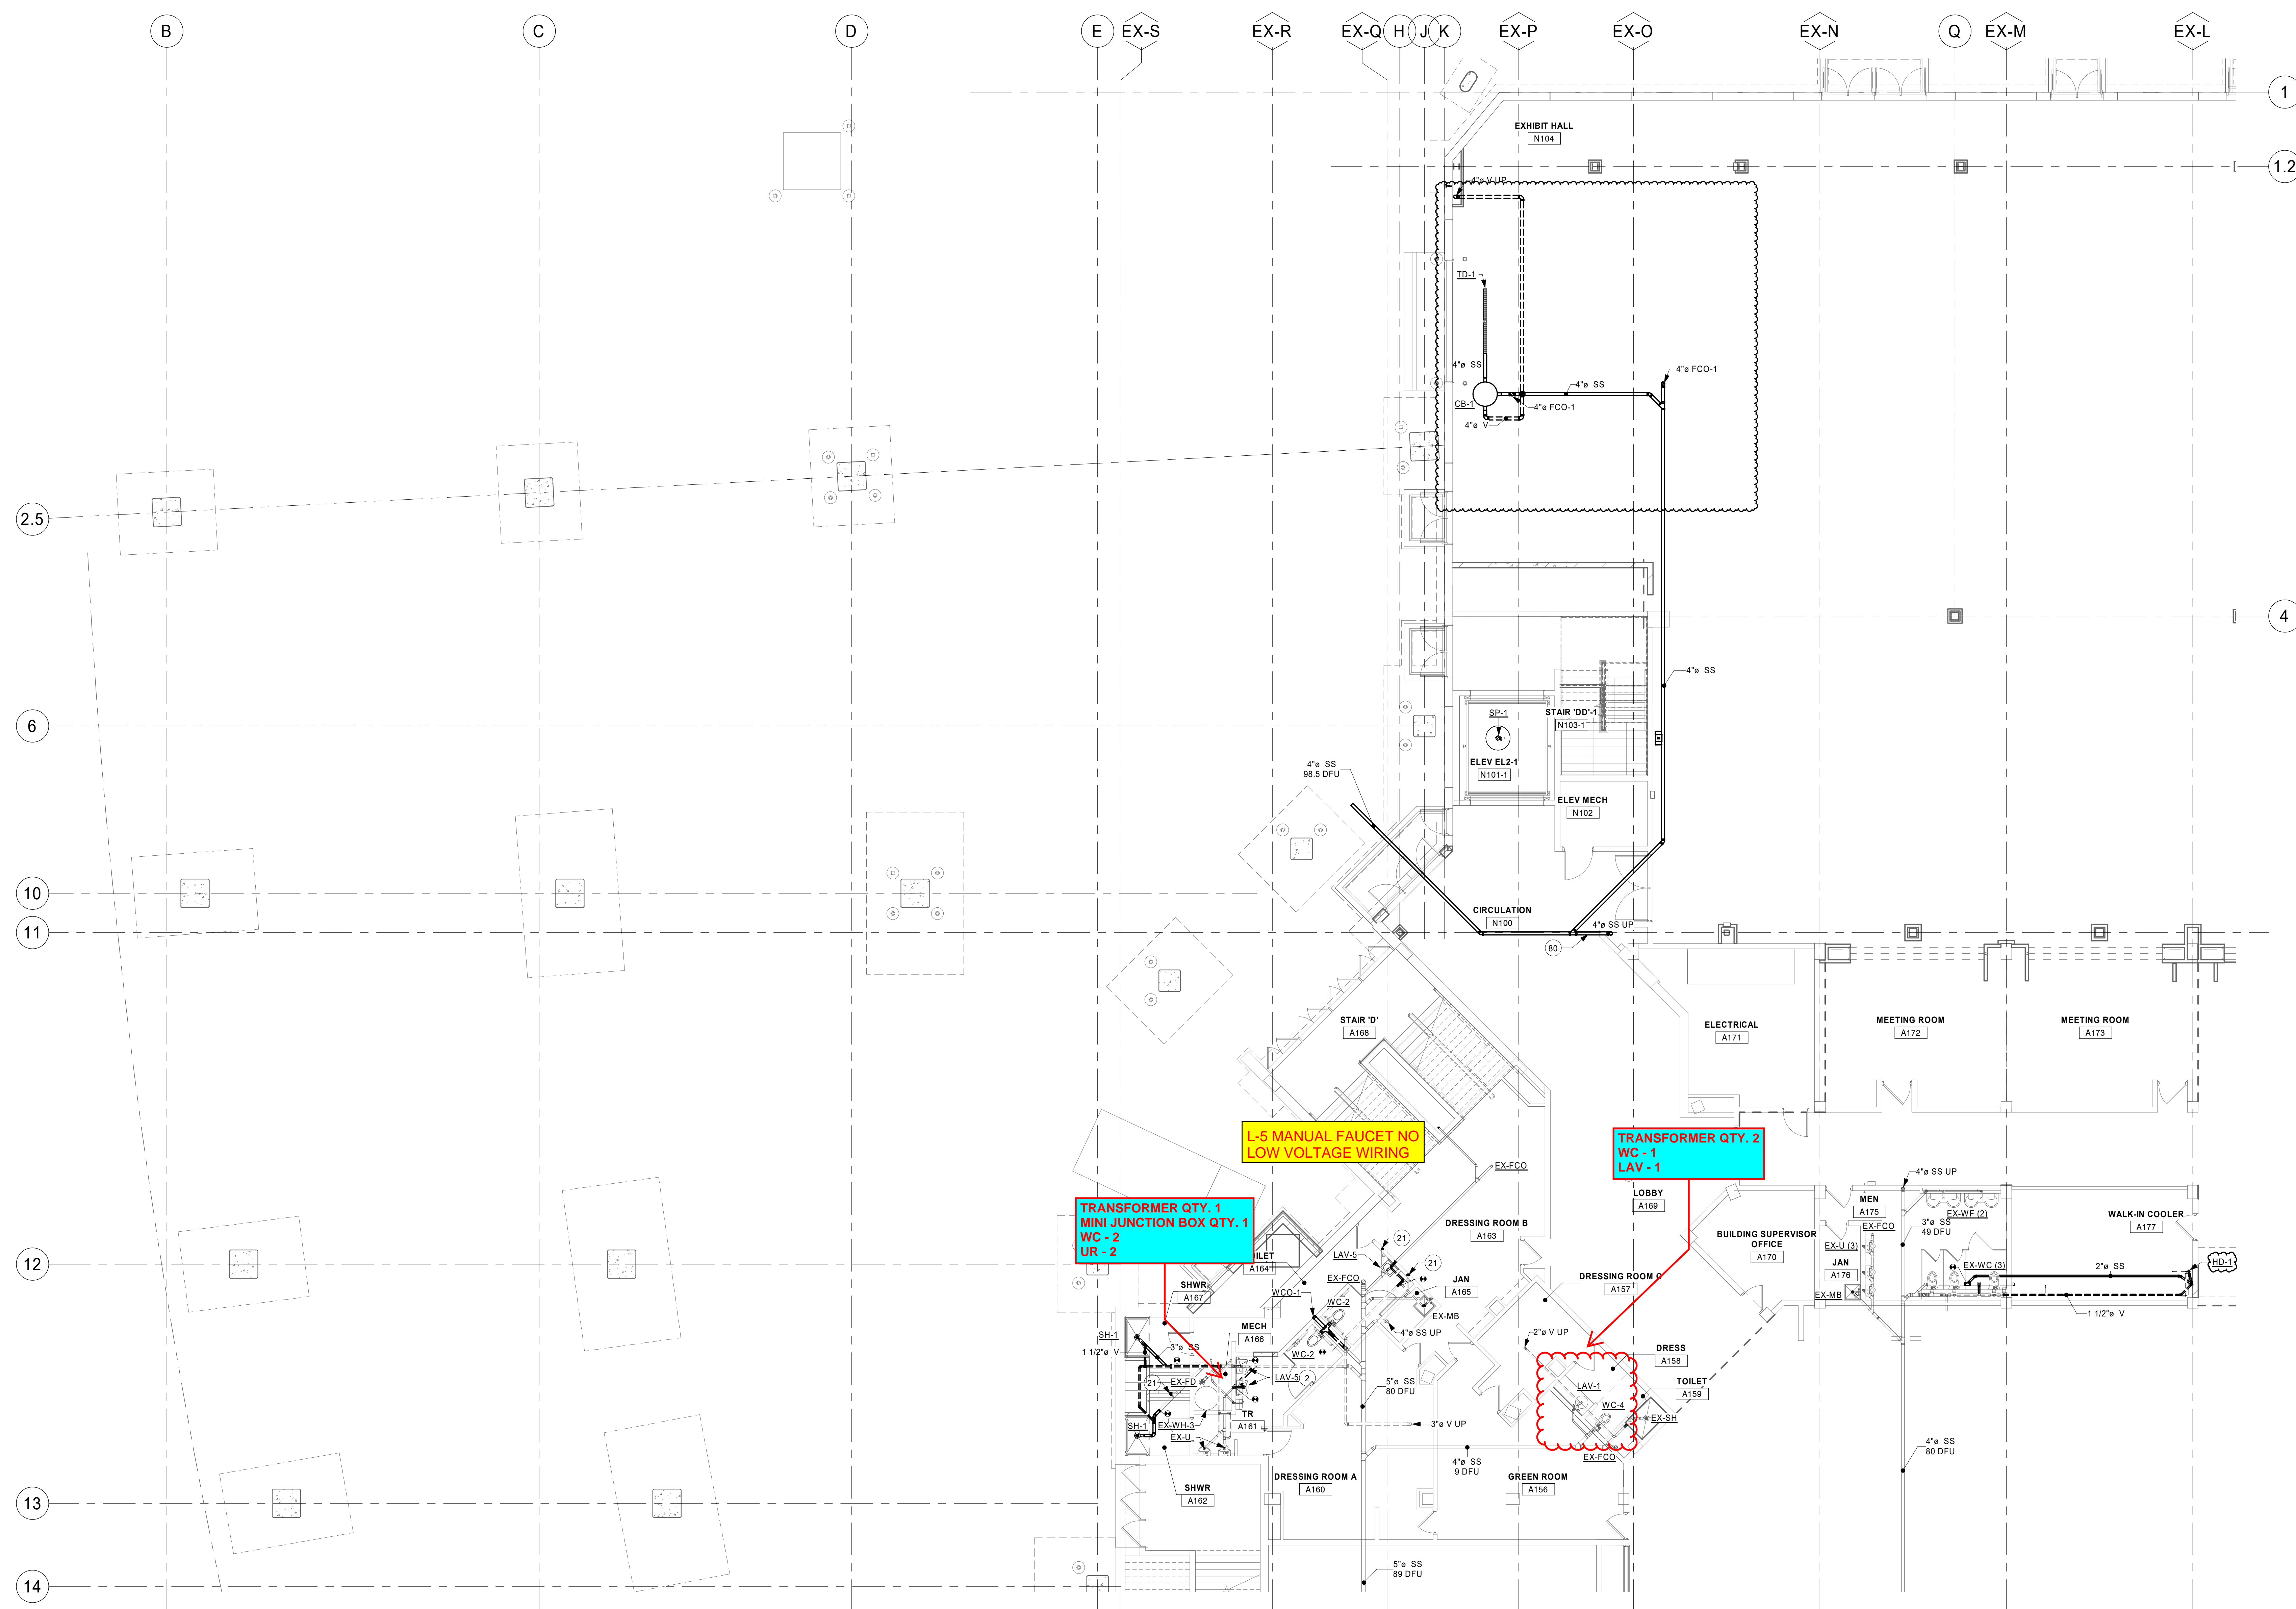 B
C
D
E
EX-S
EX-R
EX-Q
H
J
K
EX-P
EX-O
EX-N
Q
EX-M
EX-L
1
EXHIBIT HALL
N104
1.2
4"ø V UP
TD-1
4"ø SS
4"ø FCO-1
4"ø SS
CB-1
4"ø FCO-1
4"ø V
2.5
4
4"ø SS
6
SP-1
STAIR 'DD'-1
N103-1
ELEV EL2-1
N101-1
4"ø SS
98.5 DFU
ELEV MECH
N102
10
CIRCULATION
N100
4"ø SS UP
11
80
STAIR 'D'
A168
ELECTRICAL
A171
MEETING ROOM
A172
MEETING ROOM
A173
L-5 MANUAL FAUCET NO
LOW VOLTAGE WIRING
TRANSFORMER QTY. 2
WC - 1
LAV - 1
EX-FCO
4"ø SS UP
LOBBY
A169
MEN
A175
TRANSFORMER QTY. 1
MINI JUNCTION BOX QTY. 1
WC - 2
UR - 2
DRESSING ROOM B
A163
EX-WF (2)
3"ø SS
49 DFU
WALK-IN COOLER
A177
EX-FCO
BUILDING SUPERVISOR
OFFICE
A170
21
LAV-5
EX-U (3)
12
A164
21
JAN
A176
EX-WC (3)
2"ø SS
HD-1
EX-FCO
JAN
A165
DRESSING ROOM C
A157
SHWR
A167
WCO-1
WC-2
EX-MB
EX-MB
1 1/2"ø V
MECH
A166
4"ø SS UP
2"ø V UP
SH-1
1 1/2"ø V
3"ø SS
WC-2
DRESS
A158
21
EX-FD
LAV-5
2
5"ø SS
80 DFU
LAV-1
TOILET
A159
WC-4
TR
A161
3"ø V UP
EX-SH
SH-1
EX-WH-3
EX-U
4"ø SS
80 DFU
4"ø SS
9 DFU
EX-FCO
DRESSING ROOM A
A160
GREEN ROOM
A156
SHWR
A162
13
5"ø SS
89 DFU
14